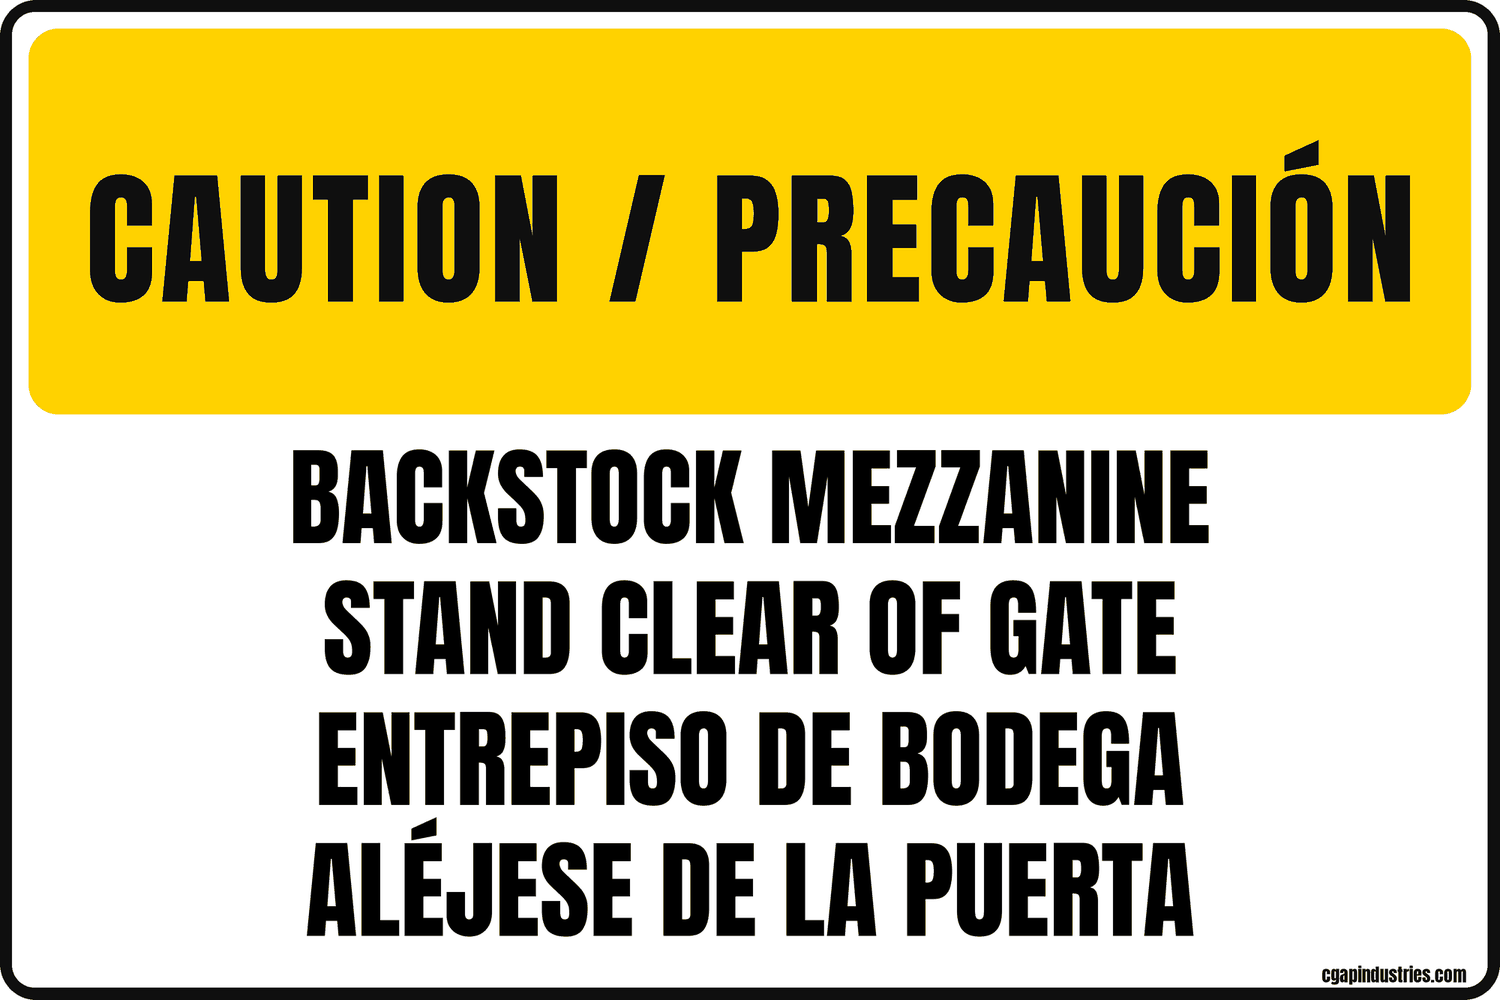 CAUTION / PRECAUCIÓN
BACKSTOCK MEZZANINE
STAND CLEAR OF GATE
ENTREPISO DE BODEGA
ALÉJESE DE LA PUERTA
cgapindustries.com